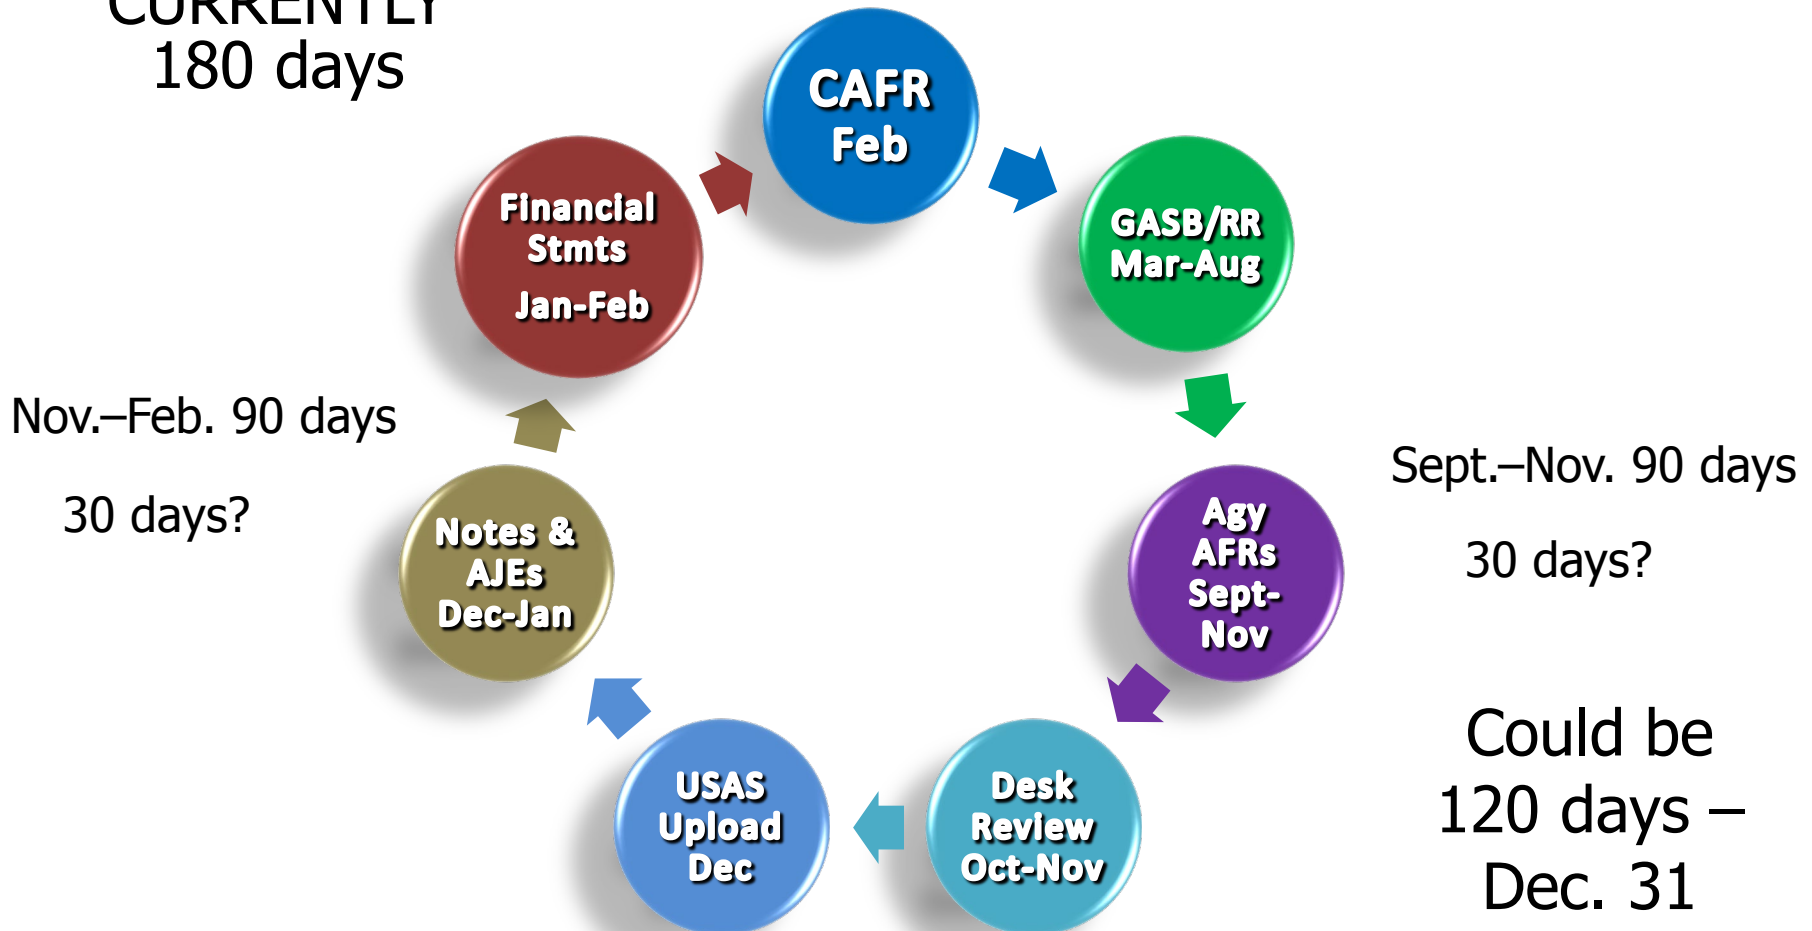 CURRENTLY
180 days
CAFR
Feb
GASB/RR
Mar-Aug
Sept.–Nov. 90 days
30 days?
Agy
AFRs
Sept-
Nov
Could be
120 days –
Dec. 31
Desk
Review
Oct-Nov
USAS
Upload
Dec
Notes &
AJEs
Dec-Jan
Nov.–Feb. 90 days
30 days?
Financial
Stmts
Jan-Feb